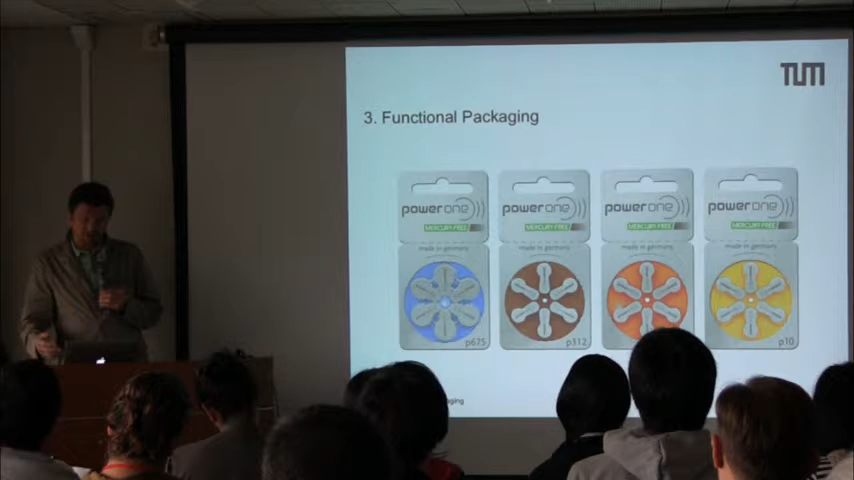 TUM
3. Functional Packaging
power one
MERCURY-FREE
made in germany
p675
power one
MERCURY-FREE
made in germany
p312
power one
MERCURY-FREE
made in germany
power one
MERCURY-FREE
made in germany
p10